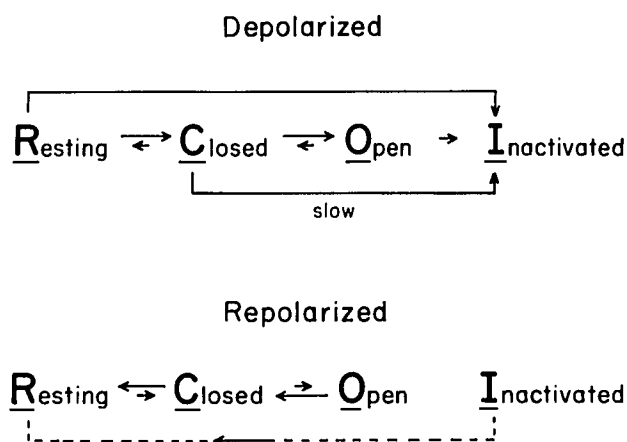 Depolarized
Resting Closed Open Inactivated
slow
Repolarized
Resting Closed Open Inactivated